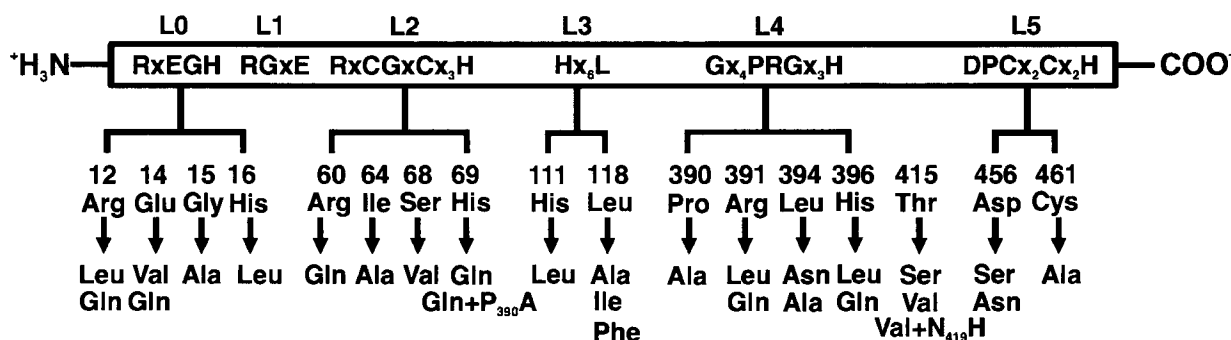 L0 L1 L2 L3 L4 L5
⁺H₃N RxEGH RGxE RxCGxCx₃H Hx₆L Gx₄PRGx₃H DPCx₂Cx₂H COO⁻
12 14 15 16 60 64 68 69 111 118 390 391 394 396 415 456 461
Arg Glu Gly His Arg Ile Ser His His Leu Pro Arg Leu His Thr Asp Cys
Leu Val Ala Leu Gln Ala Val Gln Leu Ala Ala Leu Asn Leu Ser Ser Ala
Gln Gln Gln+P₃₉₀A Ile Gln Ala Gln Val Asn
Phe Val+N₄₁₉H